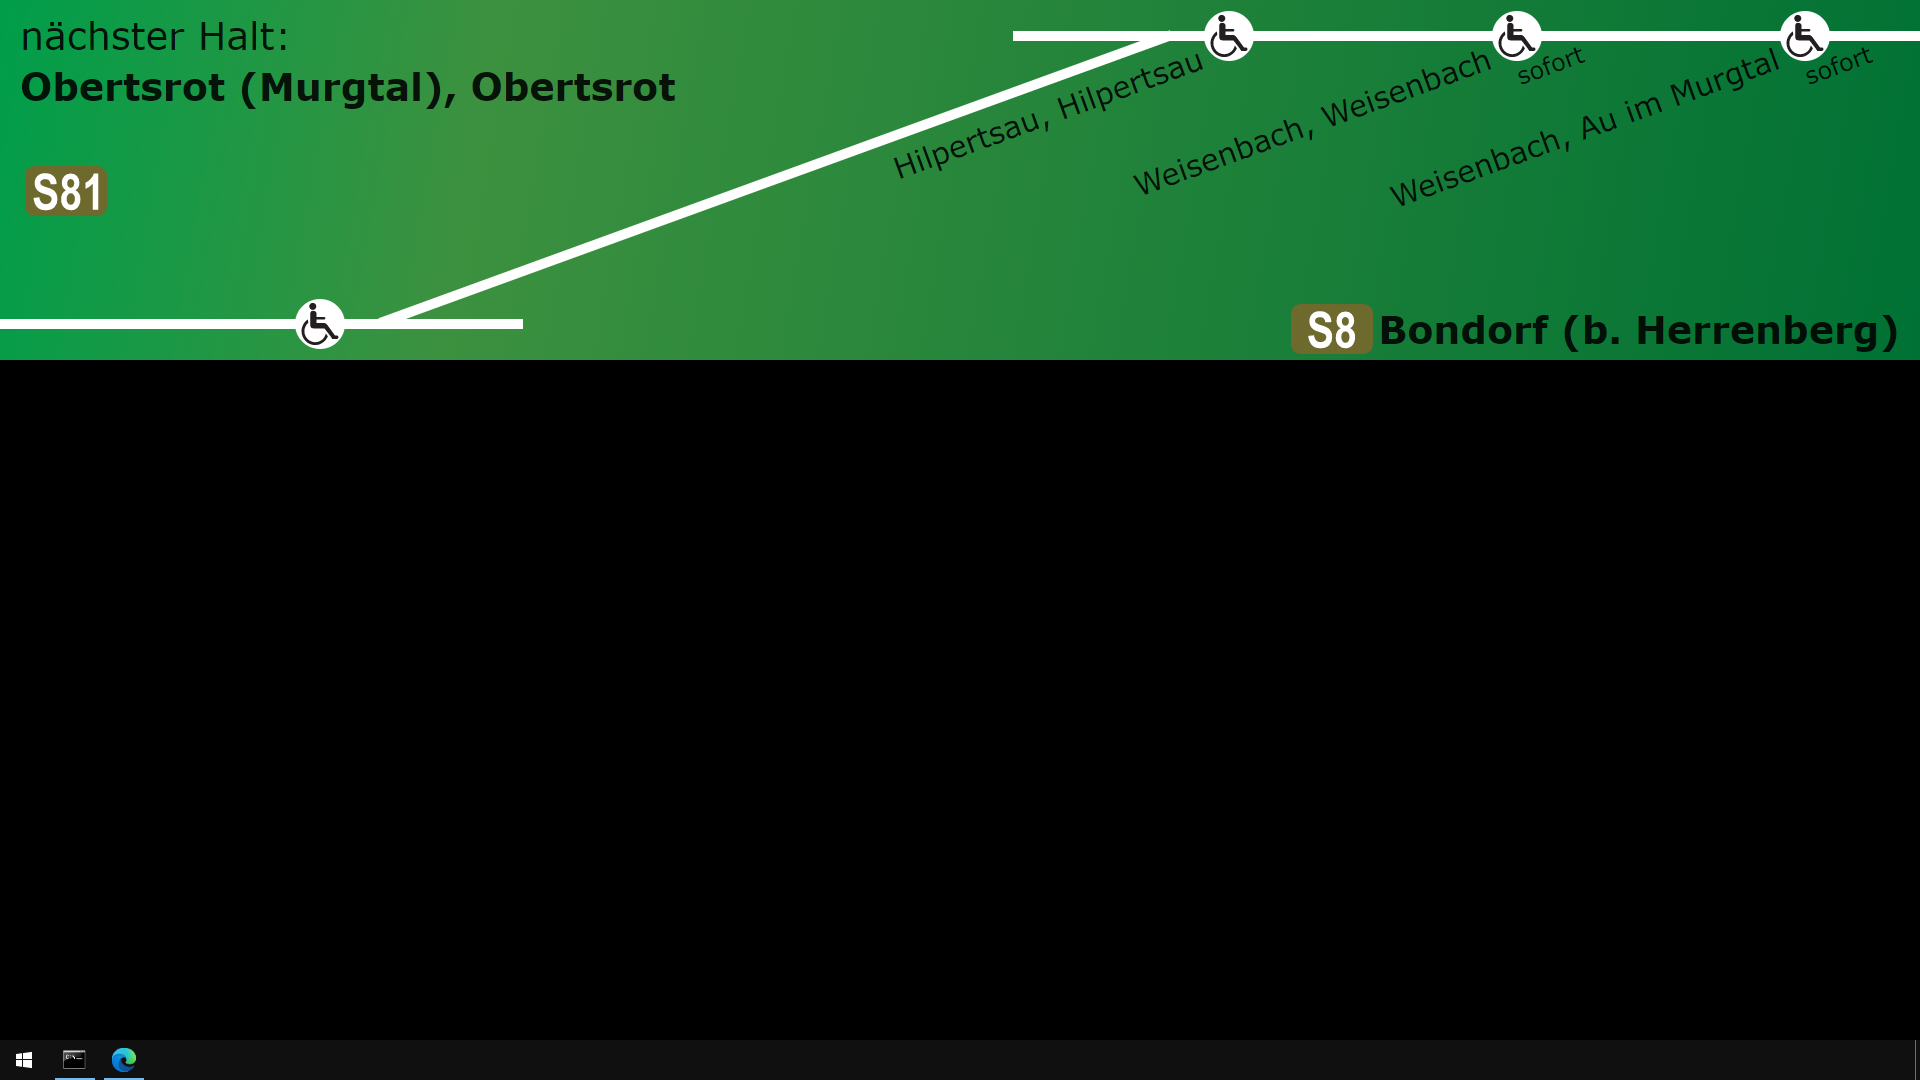 nächster Halt:
Obertsrot (Murgtal), Obertsrot
S81
Hilpertsau, Hilpertsau
Weisenbach, Weisenbach
sofort
Weisenbach, Au im Murgtal
sofort
S8 Bondorf (b. Herrenberg)